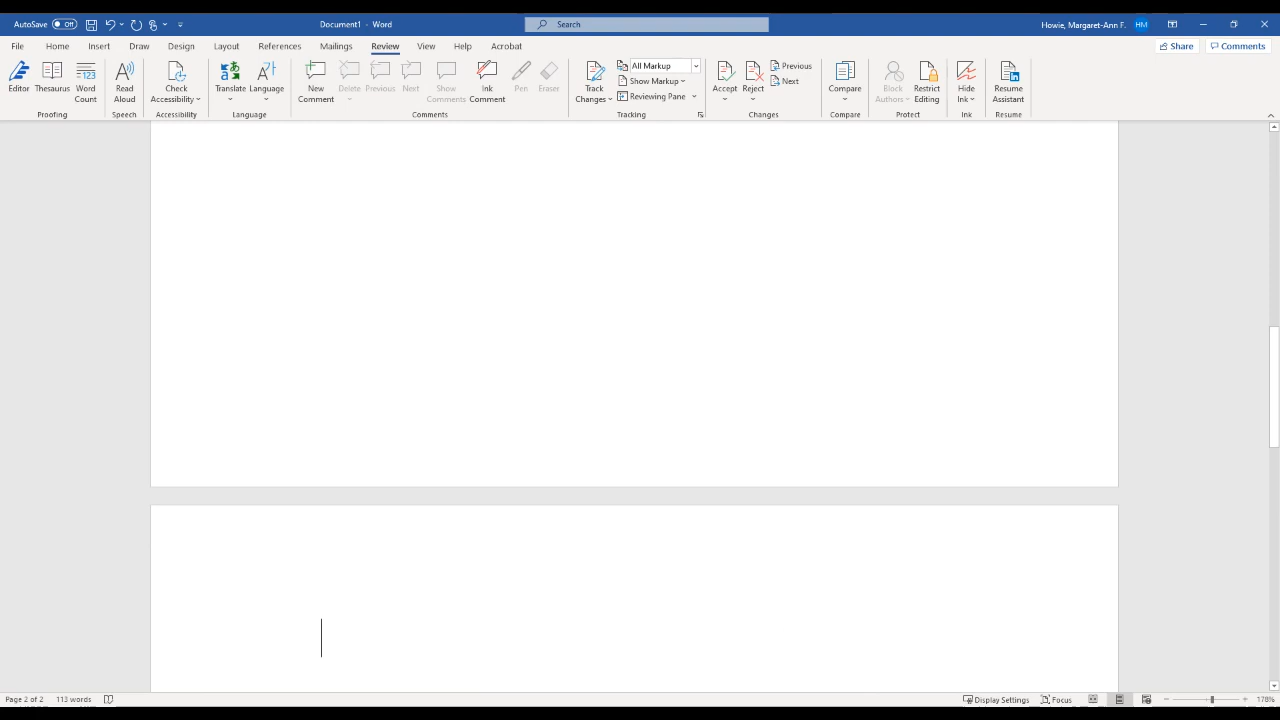 AutoSave Off Document1 - Word Search Howie, Margaret-Ann F. HM
File Home Insert Draw Design Layout References Mailings Review View Help Acrobat Share Comments
Editor Thesaurus Word Count
Read Aloud
Check Accessibility
Translate Language
New Comment Delete Previous Next Show Comments Ink Comment Pen Eraser
Track Changes All Markup Show Markup Reviewing Pane
Accept Reject Previous Next
Compare
Block Authors Restrict Editing
Hide Ink
Resume Assistant
Proofing Speech Accessibility Language Comments Tracking Changes Compare Protect Ink Resume
Page 2 of 2 113 words Display Settings Focus 178%